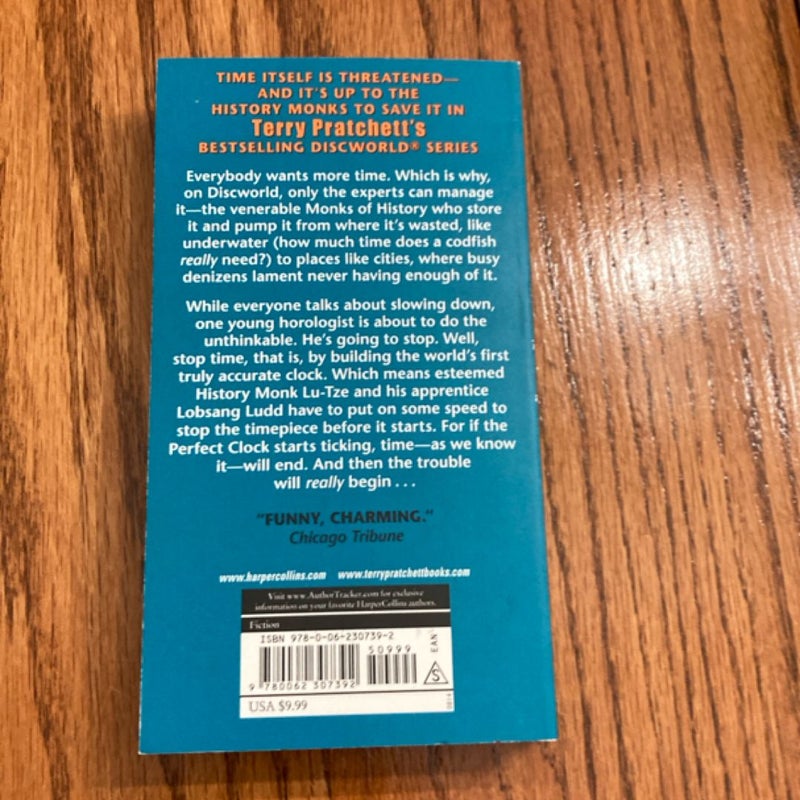 TIME ITSELF IS THREATENED—
AND IT'S UP TO THE
HISTORY MONKS TO SAVE IT IN
Terry Pratchett's
BESTSELLING DISCWORLD® SERIES
Everybody wants more time. Which is why,
on Discworld, only the experts can manage
it—the venerable Monks of History who store
it and pump it from where it's wasted, like
underwater (how much time does a codfish
really need?) to places like cities, where busy
denizens lament never having enough of it.
While everyone talks about slowing down,
one young horologist is about to do the
unthinkable. He's going to stop. Well,
stop time, that is, by building the world's first
truly accurate clock. Which means esteemed
History Monk Lu-Tze and his apprentice
Lobsang Ludd have to put on some speed to
stop the timepiece before it starts. For if the
Perfect Clock starts ticking, time—as we know
it—will end. And then the trouble
will really begin . . .
"FUNNY, CHARMING."
Chicago Tribune
www.harpercollins.com www.terrypratchettbooks.com
Visit www.AuthorTracker.com for exclusive
information on your favorite HarperCollins authors.
Fiction
ISBN 978-0-06-230739-2
50999
EAN
S
9 780062 307392
USA $9.99